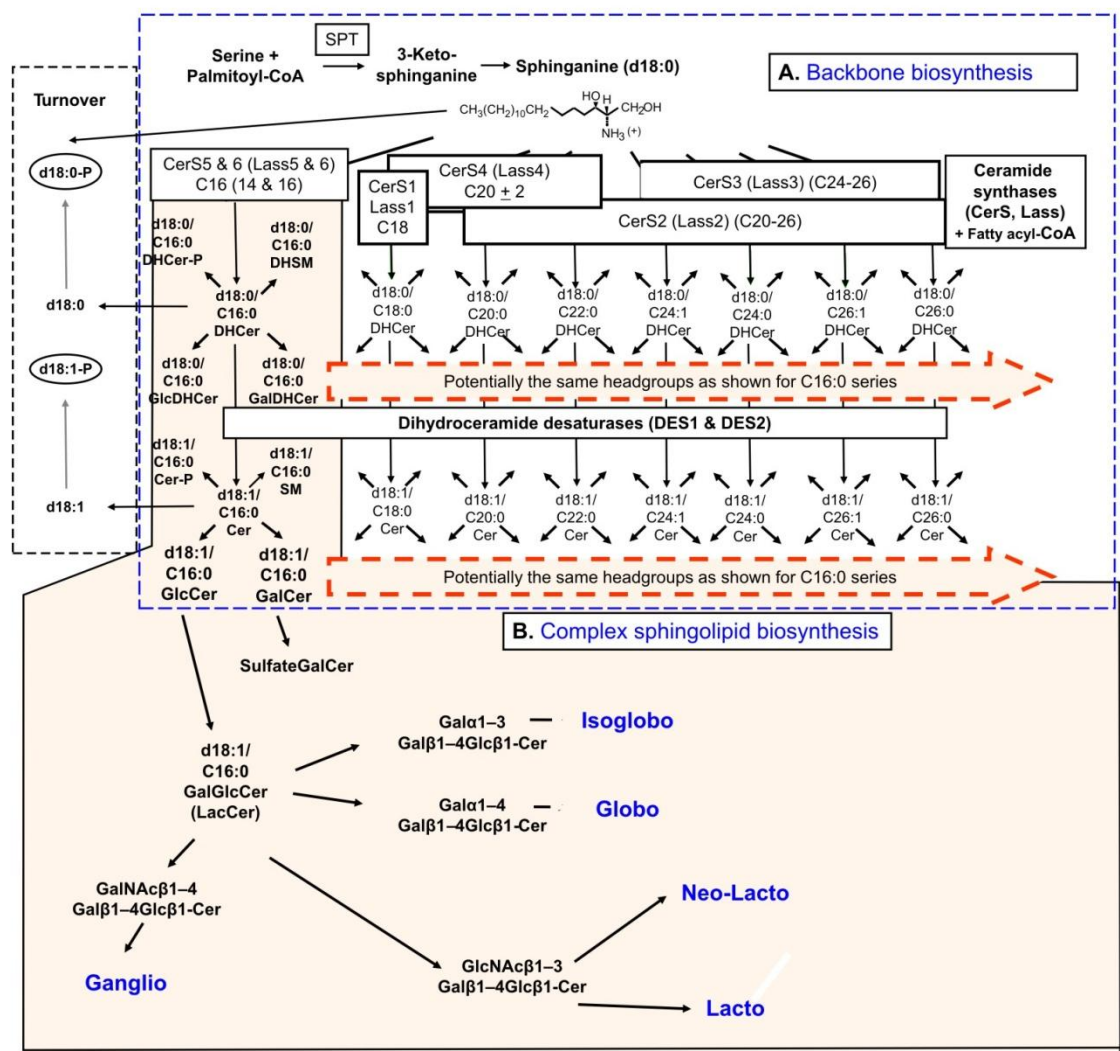 SPT
Serine +
Palmitoyl-CoA
3-Keto-
sphinganine
Sphinganine (d18:0)
A. Backbone biosynthesis
CH₃(CH₂)₁₀CH₂
HO
H
CH₂OH
NH₃(+)
Turnover
d18:0-P
d18:0
d18:1-P
d18:1
CerS5 & 6 (Lass5 & 6)
C16 (14 & 16)
CerS1
Lass1
C18
CerS4 (Lass4)
C20 ± 2
CerS3 (Lass3) (C24-26)
CerS2 (Lass2) (C20-26)
Ceramide
synthases
(CerS, Lass)
+ Fatty acyl-CoA
d18:0/
C16:0
DHCer-P
d18:0/
C16:0
DHSM
d18:0/
C16:0
DHCer
d18:0/
C16:0
GlcDHCer
d18:0/
C16:0
GalDHCer
d18:0/
C18:0
DHCer
d18:0/
C20:0
DHCer
d18:0/
C22:0
DHCer
d18:0/
C24:1
DHCer
d18:0/
C24:0
DHCer
d18:0/
C26:1
DHCer
d18:0/
C26:0
DHCer
Potentially the same headgroups as shown for C16:0 series
Dihydroceramide desaturases (DES1 & DES2)
d18:1/
C16:0
Cer-P
d18:1/
C16:0
SM
d18:1/
C16:0
Cer
d18:1/
C16:0
GlcCer
d18:1/
C16:0
GalCer
d18:1/
C18:0
Cer
d18:1/
C20:0
Cer
d18:1/
C22:0
Cer
d18:1/
C24:1
Cer
d18:1/
C24:0
Cer
d18:1/
C26:1
Cer
d18:1/
C26:0
Cer
Potentially the same headgroups as shown for C16:0 series
B. Complex sphingolipid biosynthesis
SulfateGalCer
d18:1/
C16:0
GalGlcCer
(LacCer)
Galα1–3
Galβ1–4Glcβ1-Cer
Isoglobo
Galα1–4
Galβ1–4Glcβ1-Cer
Globo
GalNAcβ1–4
Galβ1–4Glcβ1-Cer
Ganglio
GlcNAcβ1–3
Galβ1–4Glcβ1-Cer
Neo-Lacto
Lacto